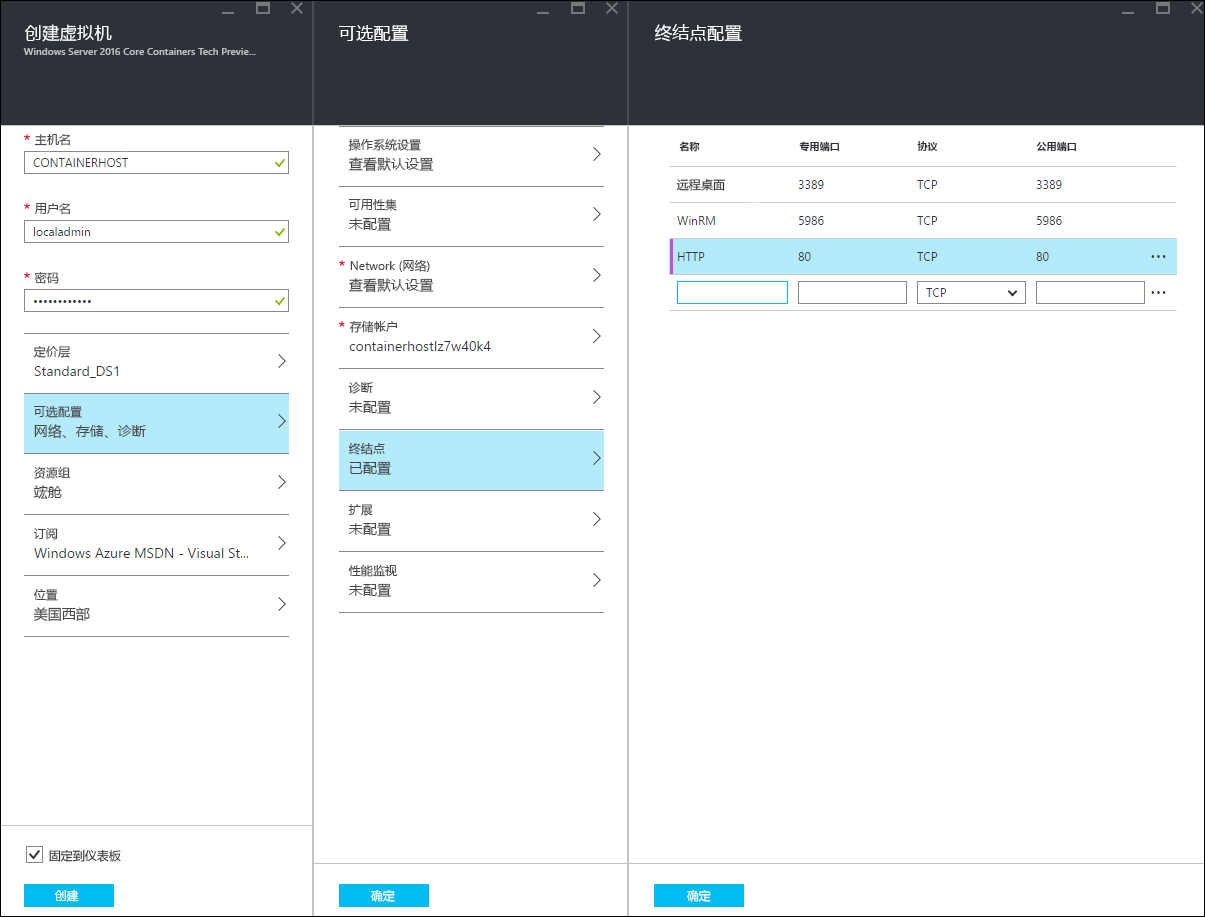 创建虚拟机
Windows Server 2016 Core Containers Tech Previe...
* 主机名
CONTAINERHOST
* 用户名
localadmin
* 密码
••••••••••••
定价层
Standard_DS1
可选配置
网络、存储、诊断
资源组
竤舱
订阅
Windows Azure MSDN - Visual St...
位置
美国西部
固定到仪表板
创建
可选配置
操作系统设置
查看默认设置
可用性集
未配置
* Network (网络)
查看默认设置
* 存储帐户
containerhostlz7w40k4
诊断
未配置
终结点
已配置
扩展
未配置
性能监视
未配置
确定
终结点配置
名称 专用端口 协议 公用端口
远程桌面 3389 TCP 3389
WinRM 5986 TCP 5986
HTTP 80 TCP 80 ...
TCP ...
确定